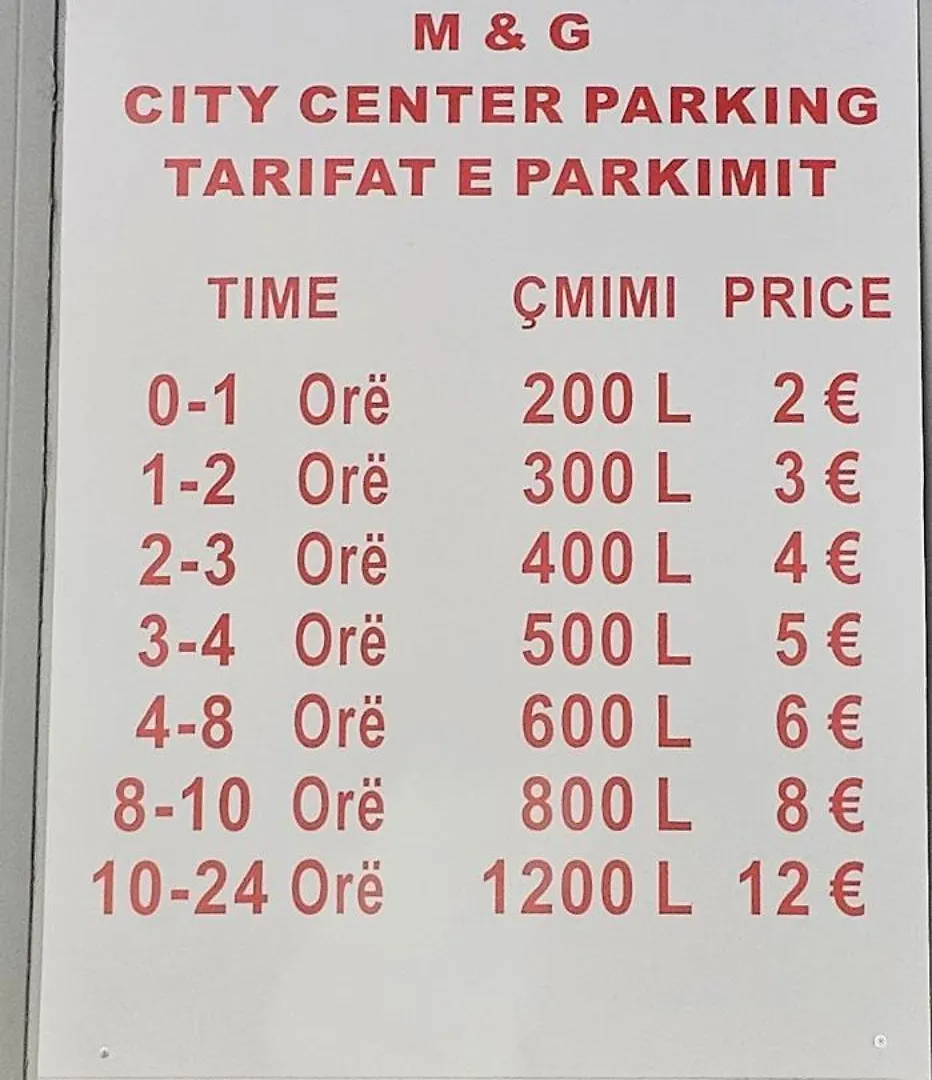 M & G
CITY CENTER PARKING
TARIFAT E PARKIMIT
TIME ÇMIMI PRICE
0-1 Orë 200 L 2 €
1-2 Orë 300 L 3 €
2-3 Orë 400 L 4 €
3-4 Orë 500 L 5 €
4-8 Orë 600 L 6 €
8-10 Orë 800 L 8 €
10-24 Orë 1200 L 12 €